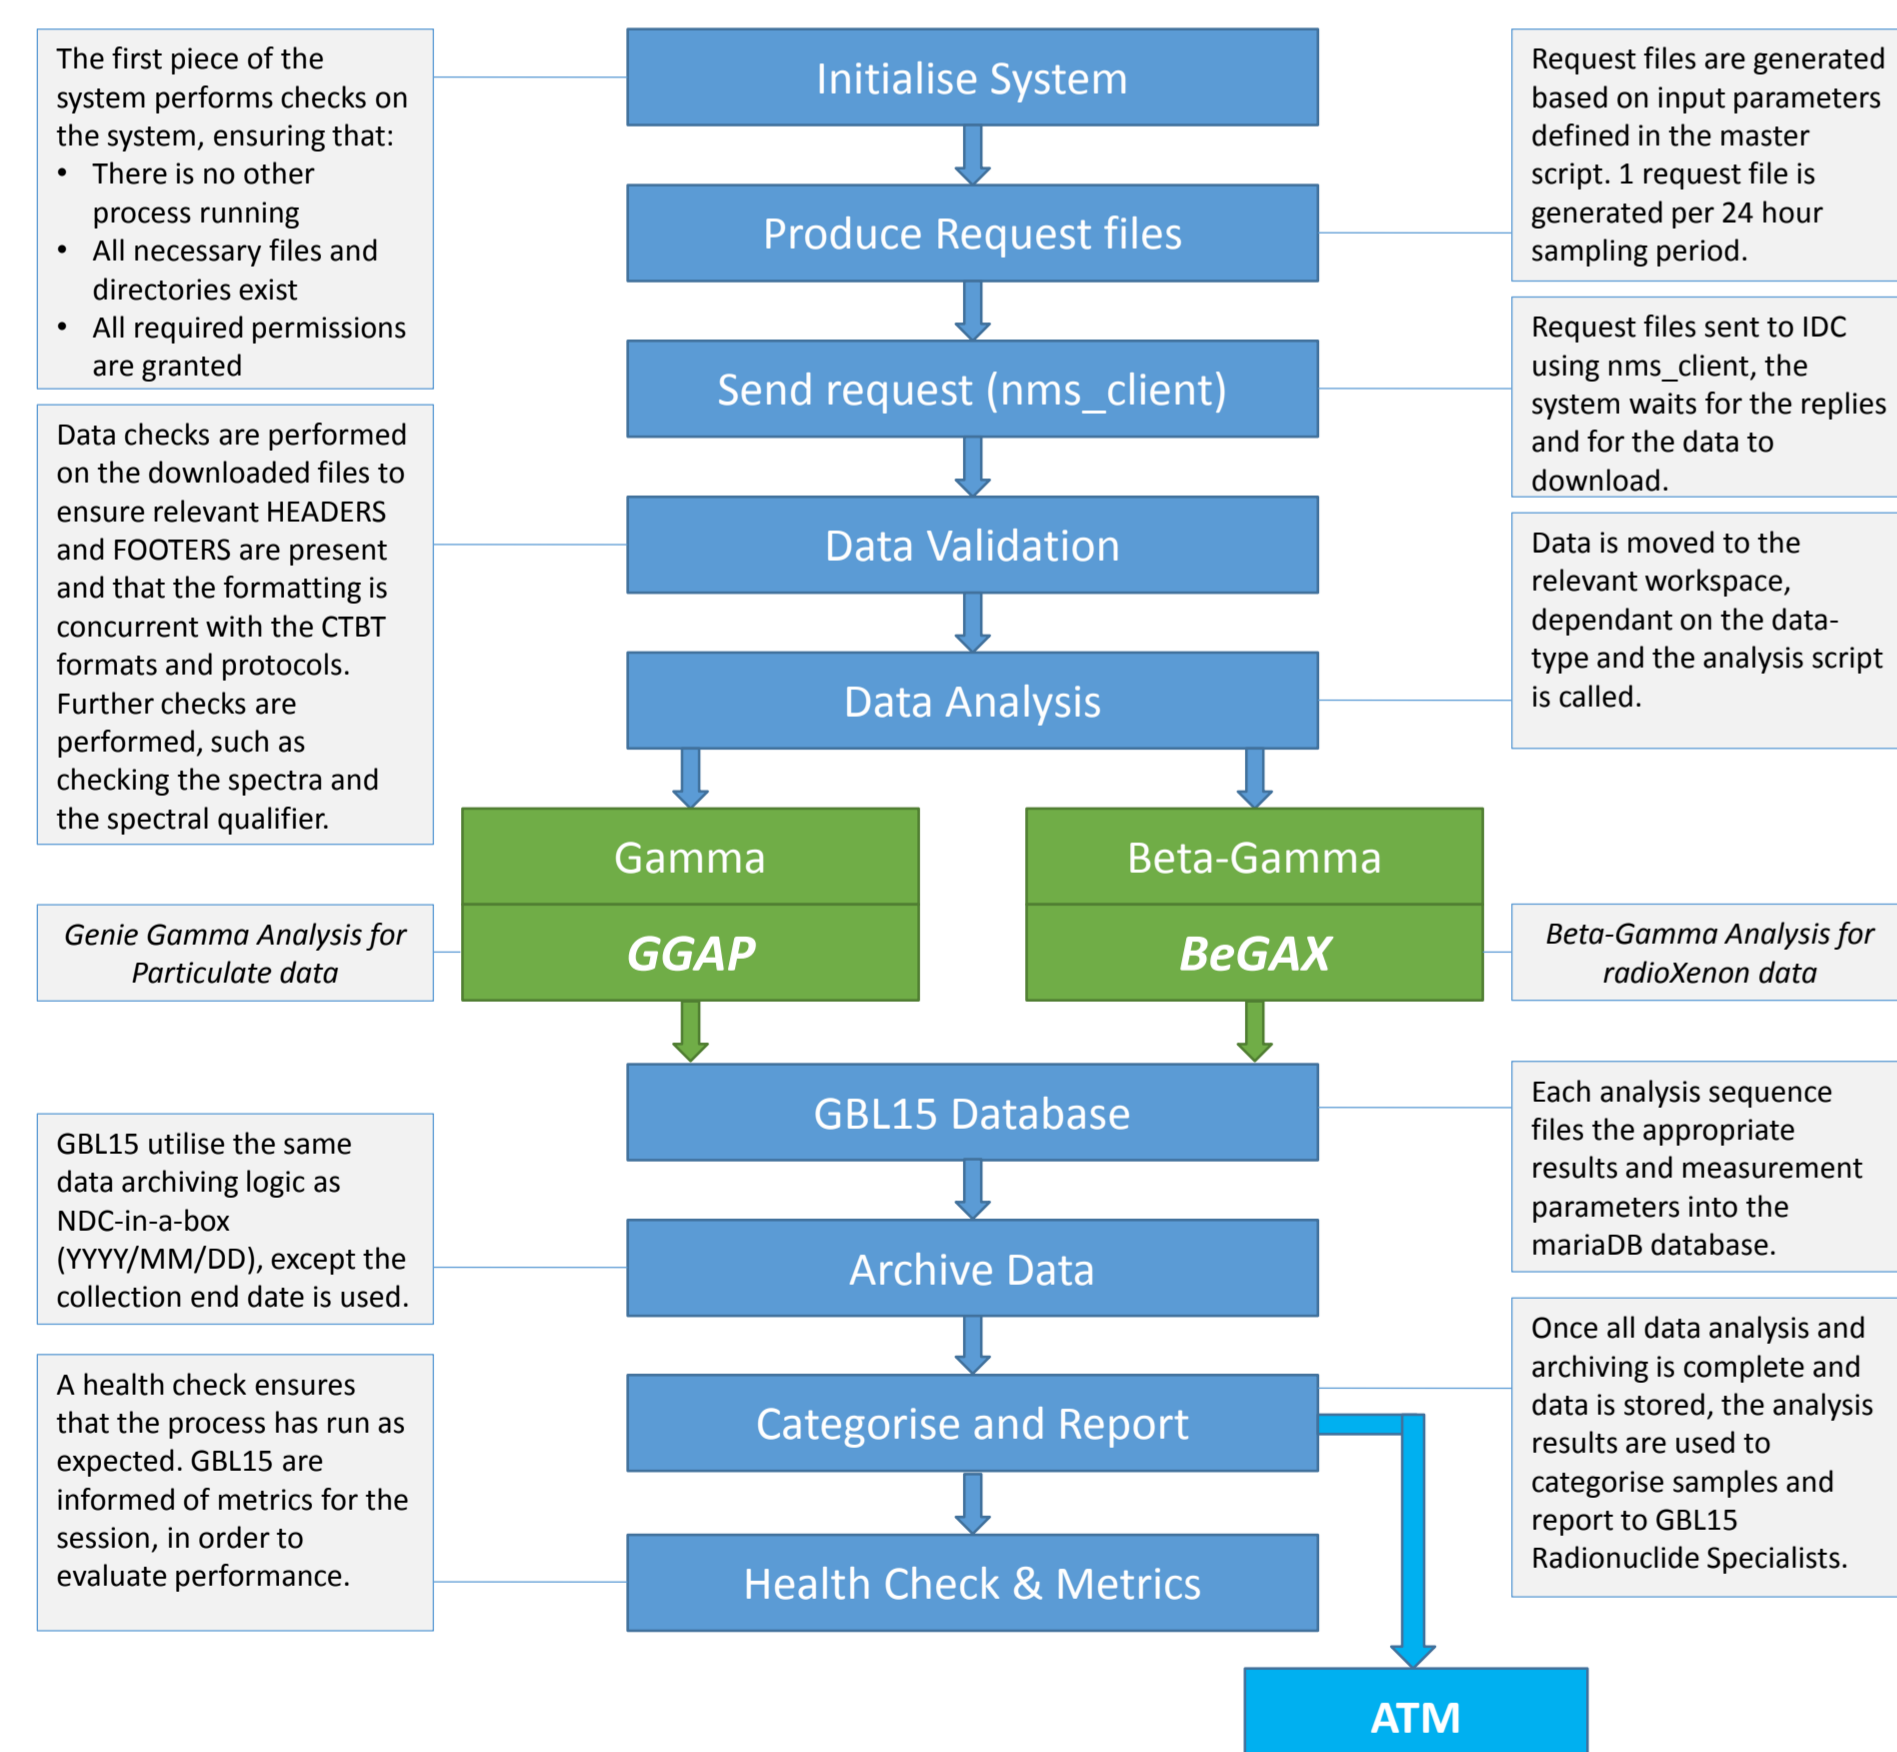 The first piece of the
system performs checks on
the system, ensuring that:
• There is no other
process running
• All necessary files and
directories exist
• All required permissions
are granted
Initialise System
Request files are generated
based on input parameters
defined in the master
script. 1 request file is
generated per 24 hour
sampling period.
Produce Request files
Request files sent to IDC
using nms_client, the
system waits for the replies
and for the data to
download.
Send request (nms_client)
Data checks are performed
on the downloaded files to
ensure relevant HEADERS
and FOOTERS are present
and that the formatting is
concurrent with the CTBT
formats and protocols.
Further checks are
performed, such as
checking the spectra and
the spectral qualifier.
Data Validation
Data is moved to the
relevant workspace,
dependant on the data-
type and the analysis script
is called.
Data Analysis
Gamma
Beta-Gamma
Genie Gamma Analysis for
Particulate data
GGAP
BeGAX
Beta-Gamma Analysis for
radioXenon data
GBL15 Database
Each analysis sequence
files the appropriate
results and measurement
parameters into the
mariaDB database.
GBL15 utilise the same
data archiving logic as
NDC-in-a-box
(YYYY/MM/DD), except the
collection end date is used.
Archive Data
Once all data analysis and
archiving is complete and
data is stored, the analysis
results are used to
categorise samples and
report to GBL15
Radionuclide Specialists.
Categorise and Report
A health check ensures
that the process has run as
expected. GBL15 are
informed of metrics for the
session, in order to
evaluate performance.
Health Check & Metrics
ATM